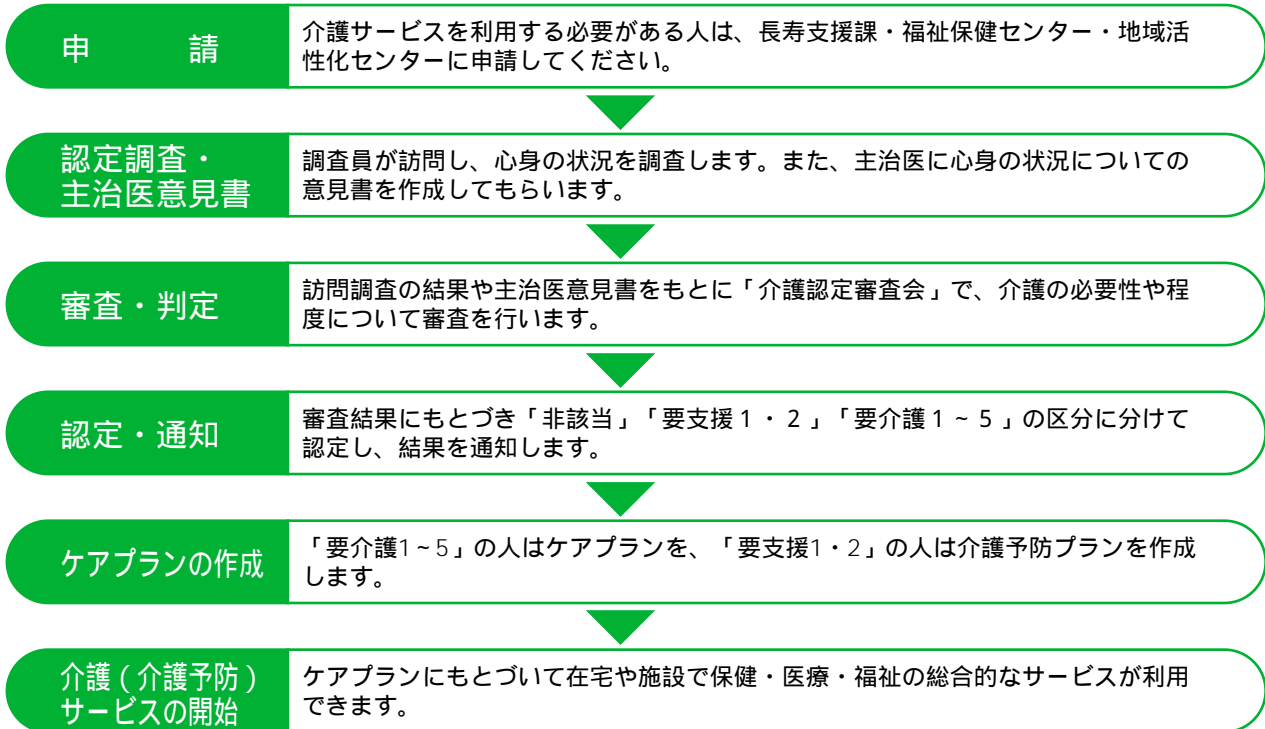 申　請
介護サービスを利用する必要がある人は、長寿支援課・福祉保健センター・地域活
性化センターに申請してください。
認定調査・
主治医意見書
調査員が訪問し、心身の状況を調査します。また、主治医に心身の状況についての
意見書を作成してもらいます。
審査・判定
訪問調査の結果や主治医意見書をもとに「介護認定審査会」で、介護の必要性や程
度について審査を行います。
認定・通知
審査結果にもとづき「非該当」「要支援１・２」「要介護１～５」の区分に分けて
認定し、結果を通知します。
ケアプランの作成
「要介護1～5」の人はケアプランを、「要支援1・2」の人は介護予防プランを作成
します。
介護（介護予防）
サービスの開始
ケアプランにもとづいて在宅や施設で保健・医療・福祉の総合的なサービスが利用
できます。